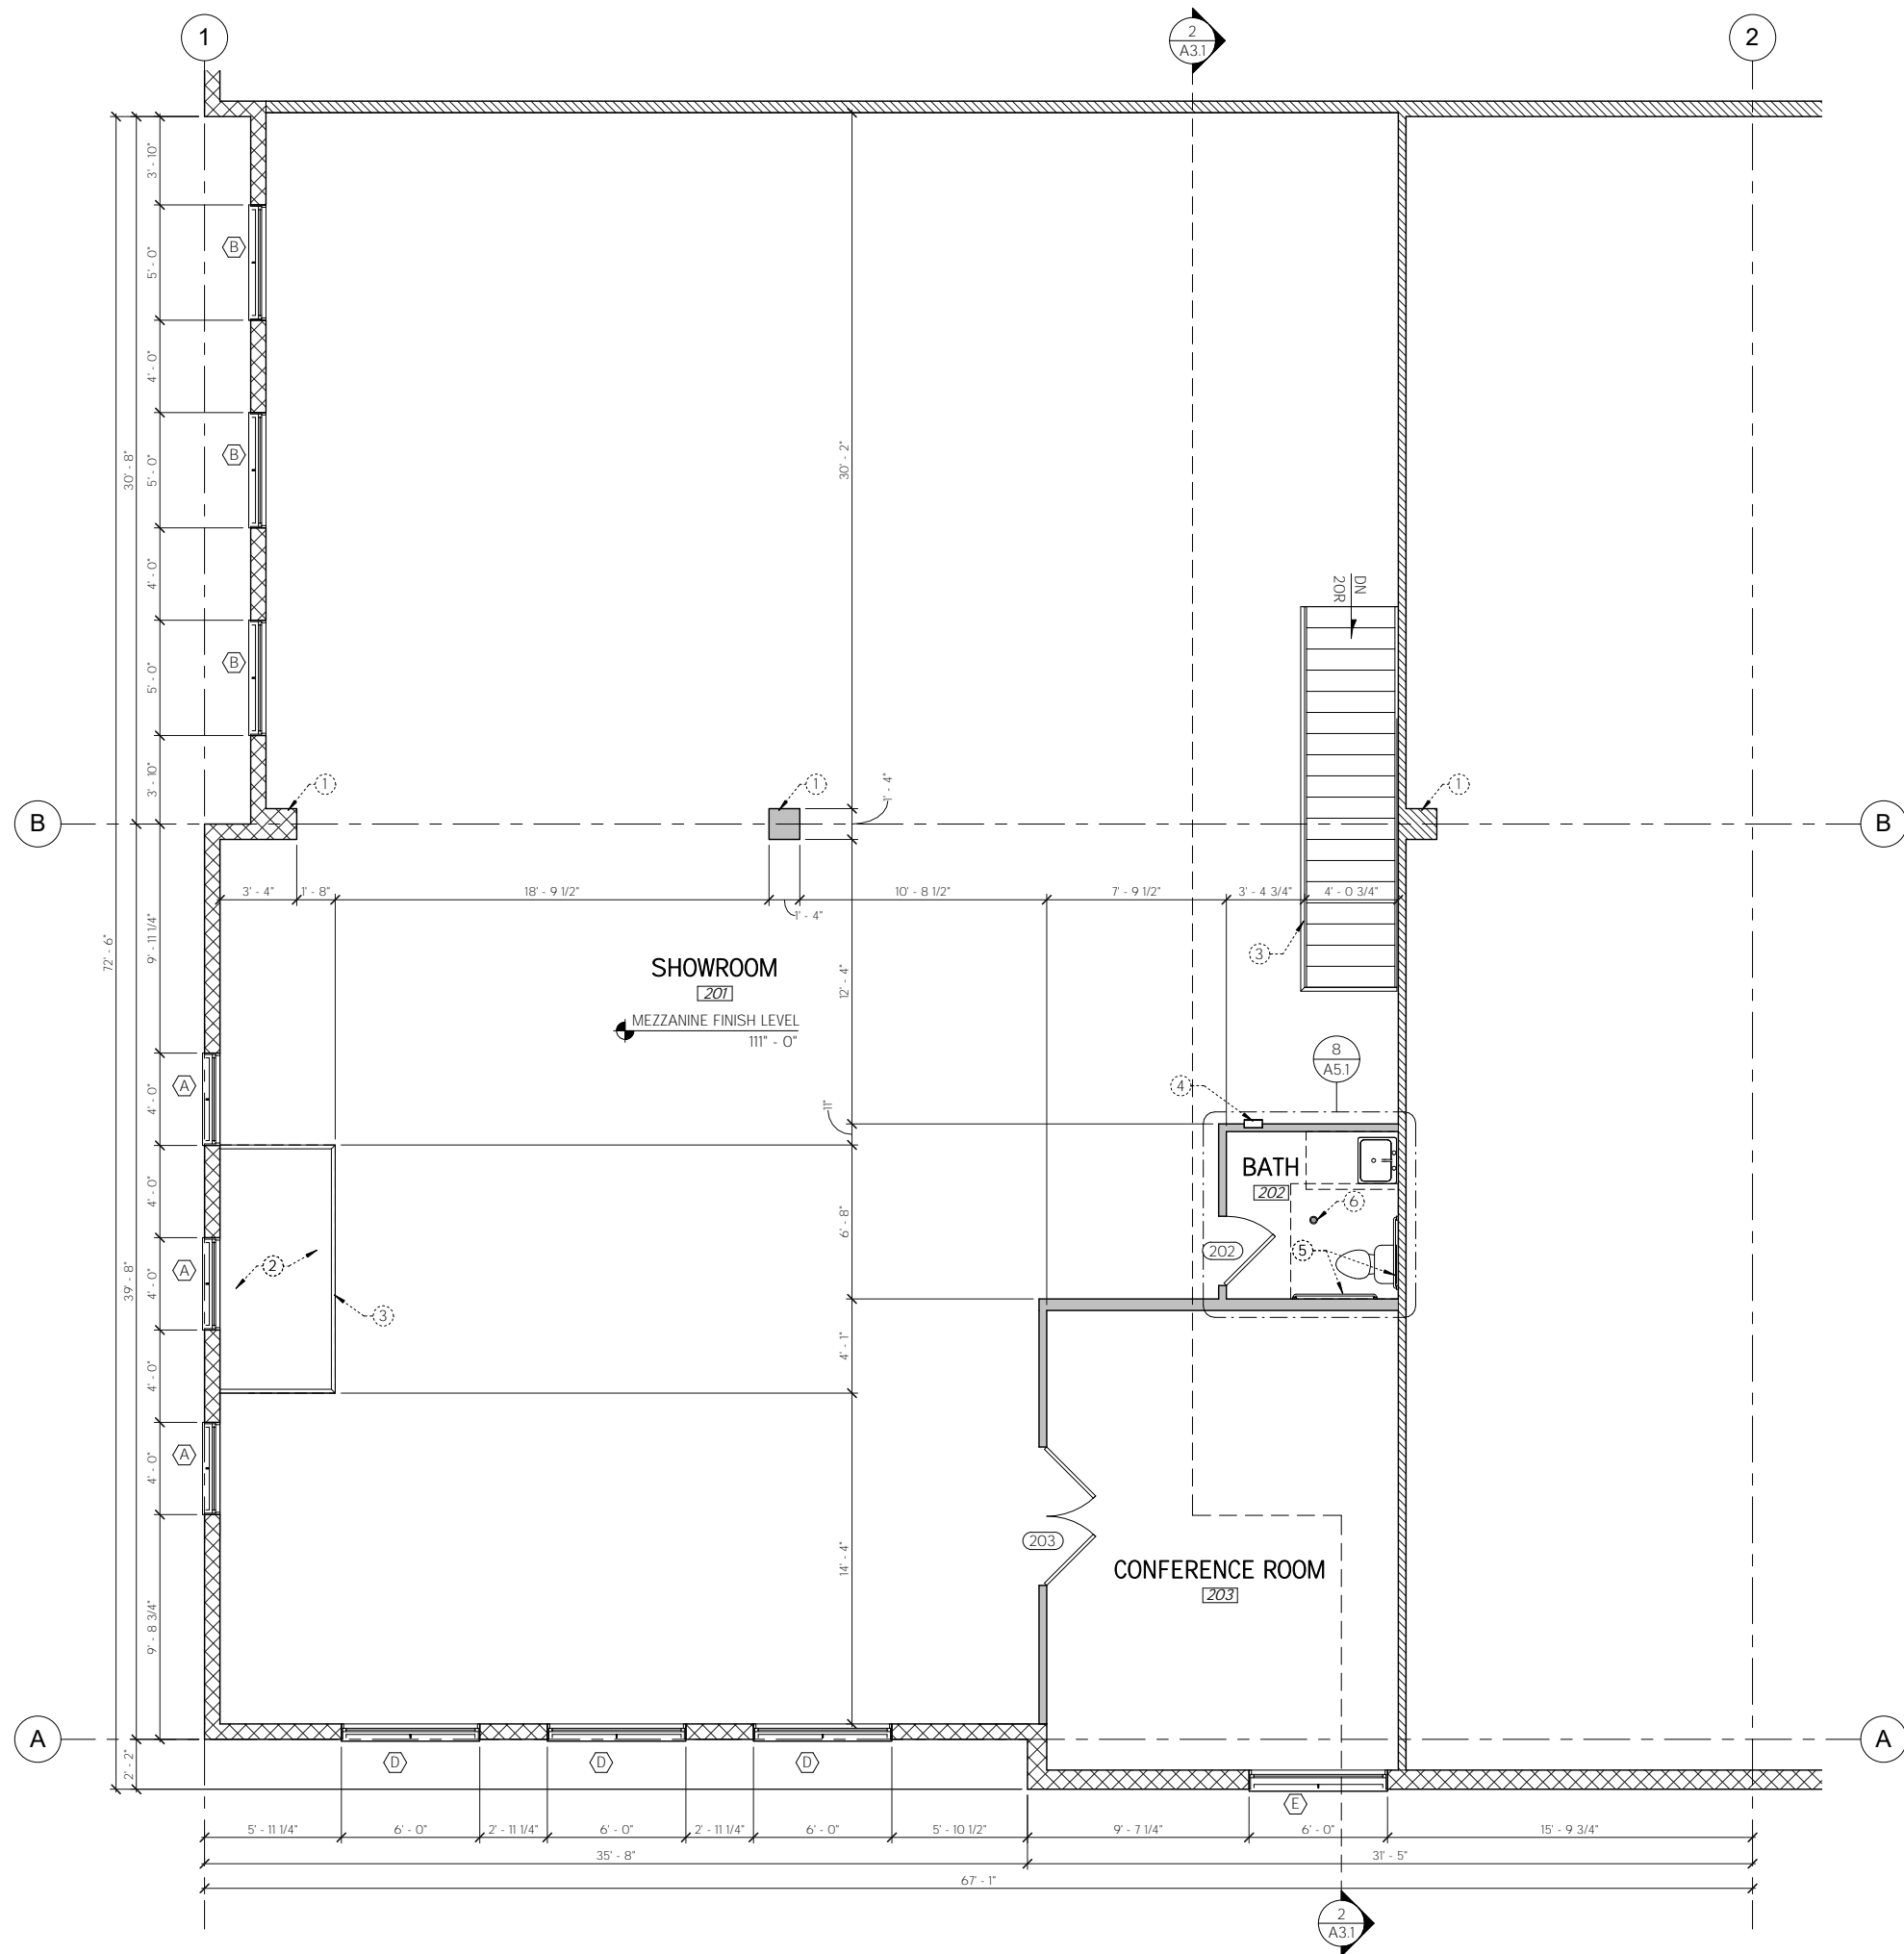 1
2
A3.1
2
3' - 10"
5' - 0"
B
4' - 0"
30' - 8"
30' - 2"
5' - 0"
B
4' - 0"
DN
20R
5' - 0"
B
3' - 10"
1
1
1' - 4"
1
B
B
3' - 4"
1' - 8"
18' - 9 1/2"
1' - 4"
10' - 8 1/2"
7' - 9 1/2"
3' - 4 3/4"
4' - 0 3/4"
72' - 6"
9' - 11 1/4"
3
SHOWROOM
201
12' - 4"
MEZZANINE FINISH LEVEL
111" - 0"
8
A5.1
4' - 0"
A
4
11"
BATH
202
4' - 0"
6' - 8"
6
202
5
39' - 8"
4' - 0"
A
2
3
4' - 0"
4' - 1"
4' - 0"
A
203
14' - 4"
CONFERENCE ROOM
203
9' - 8 3/4"
A
A
2' - 2"
D
D
D
E
5' - 11 1/4"
6' - 0"
2' - 11 1/4"
6' - 0"
2' - 11 1/4"
6' - 0"
5' - 10 1/2"
9' - 7 1/4"
6' - 0"
15' - 9 3/4"
35' - 8"
31' - 5"
67' - 1"
2
A3.1